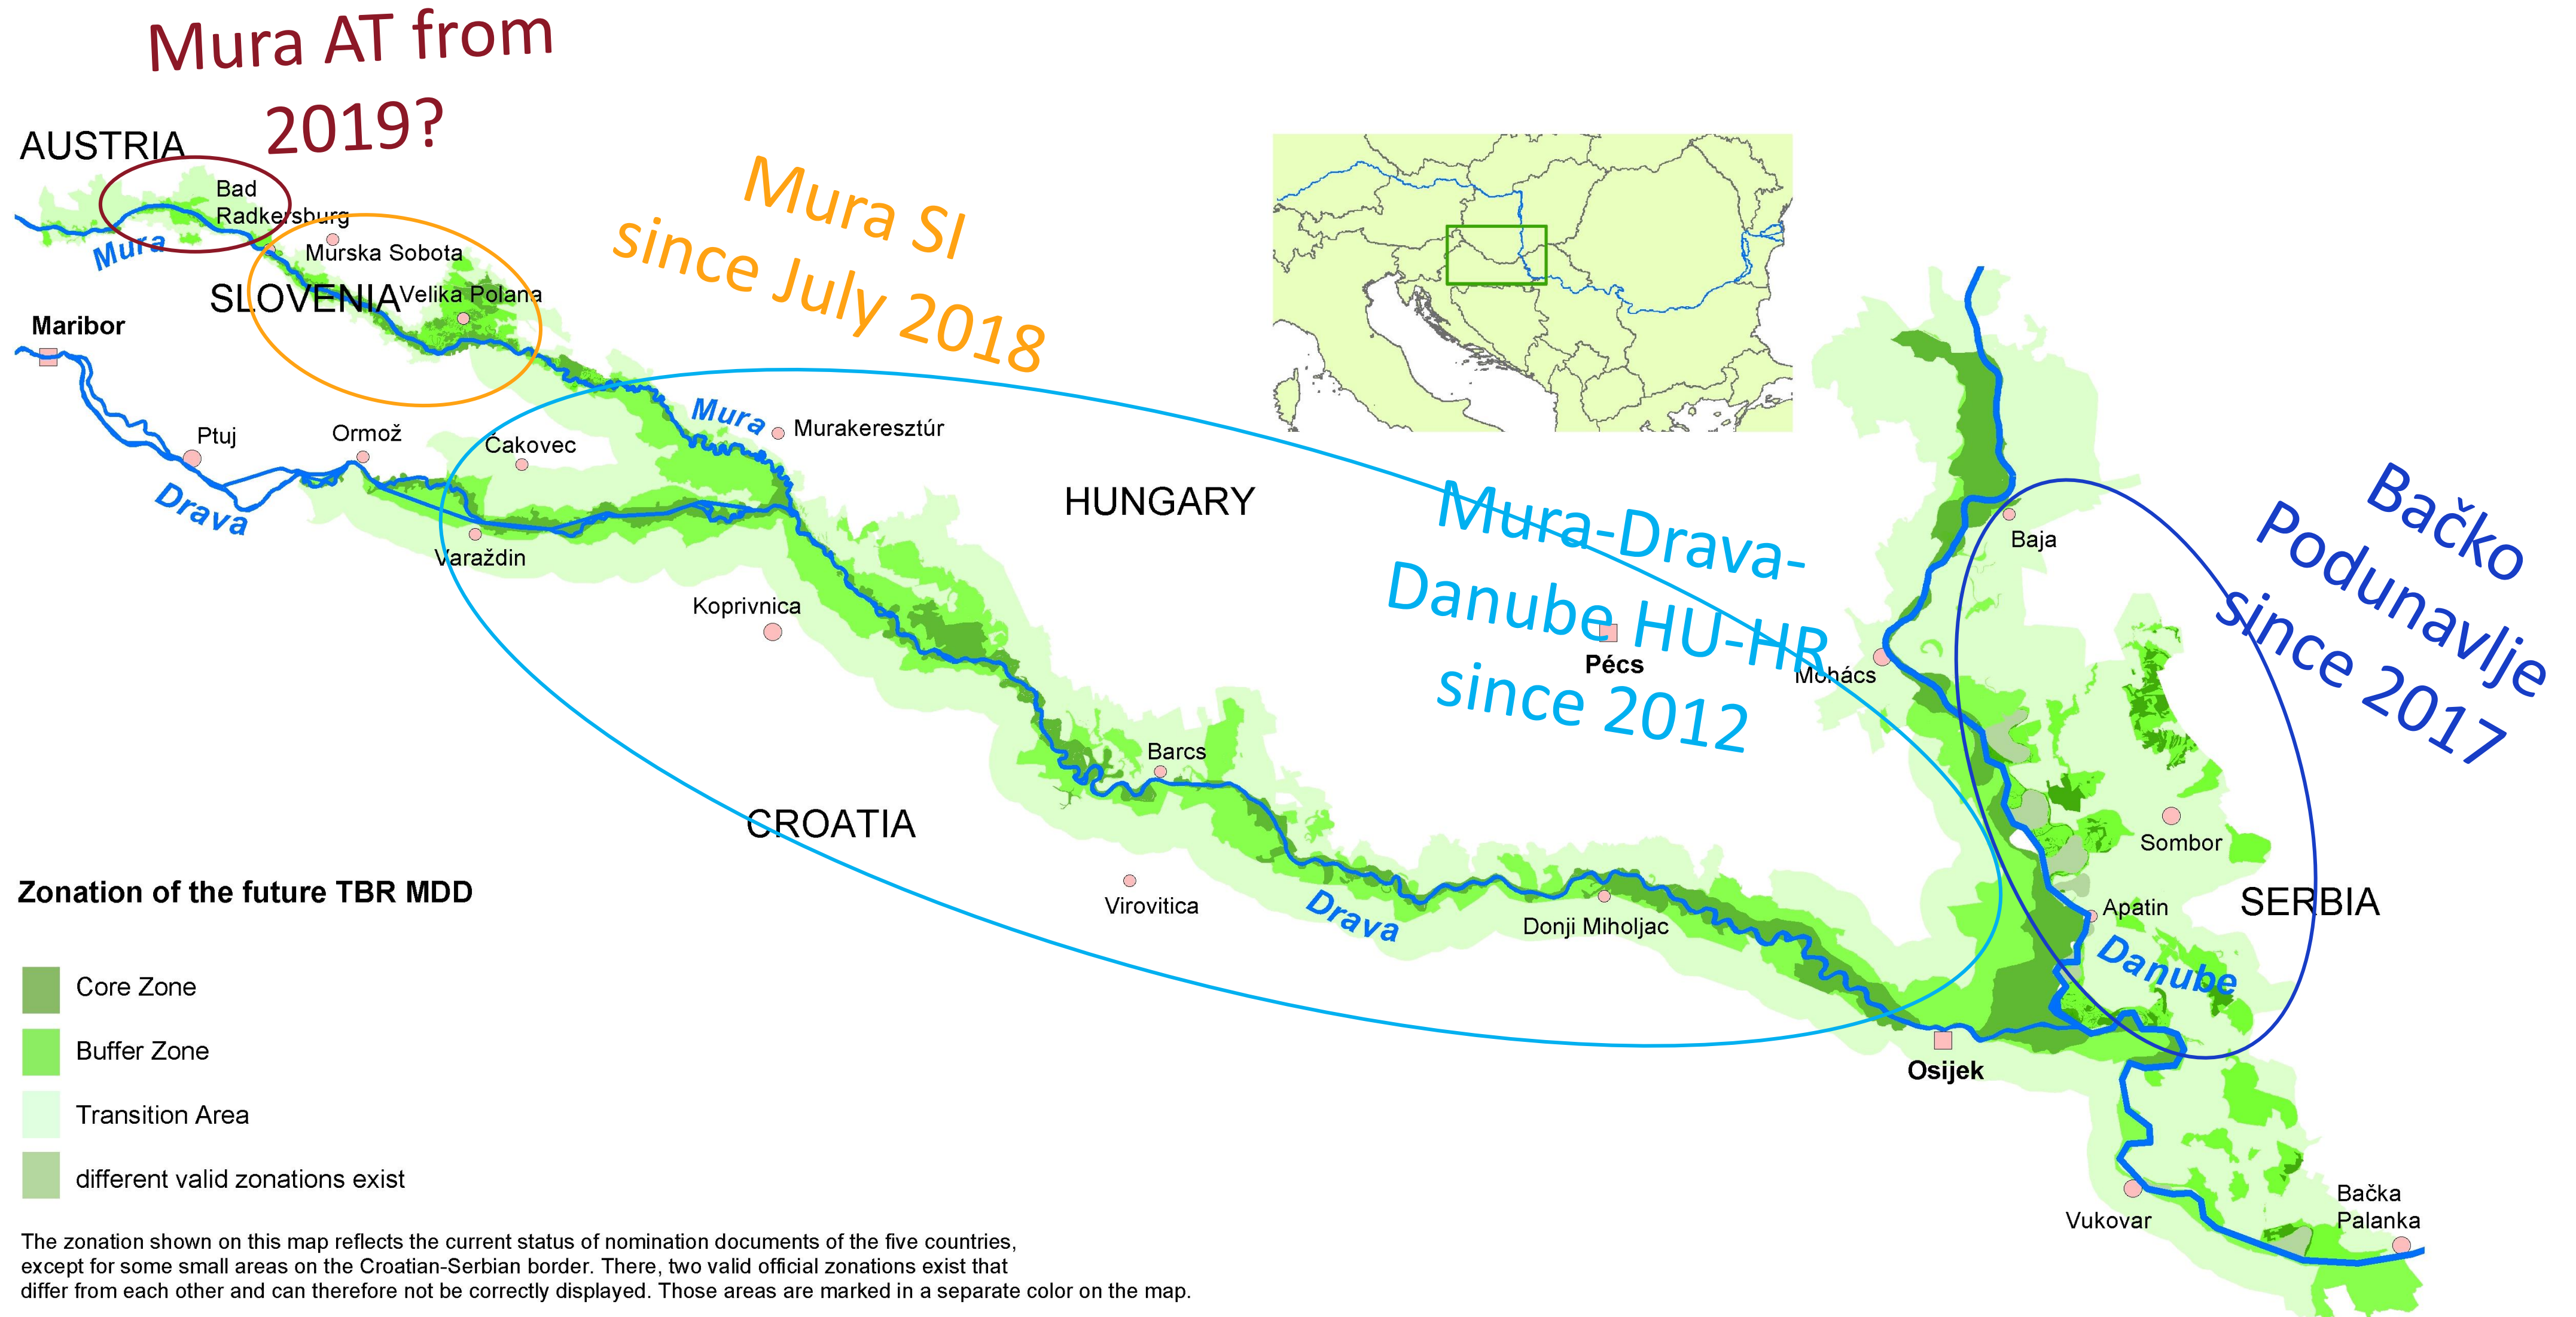 Mura AT from
2019?
AUSTRIA
Bad
Radkersburg
Mura
Murska Sobota
SLOVENIA
Velika Polana
Mura SI
since July 2018
Maribor
Ptuj
Ormož
Čakovec
Drava
Varaždin
Mura
Murakeresztúr
Koprivnica
HUNGARY
Mura-Drava-
Danube HU-HR
since 2012
Pécs
Mohács
Baja
Bačko
Podunavlje
since 2017
Barcs
CROATIA
Virovitica
Drava
Donji Miholjac
Sombor
SERBIA
Apatin
Danube
Osijek
Vukovar
Bačka
Palanka
Zonation of the future TBR MDD
Core Zone
Buffer Zone
Transition Area
different valid zonations exist
The zonation shown on this map reflects the current status of nomination documents of the five countries,
except for some small areas on the Croatian-Serbian border. There, two valid official zonations exist that
differ from each other and can therefore not be correctly displayed. Those areas are marked in a separate color on the map.